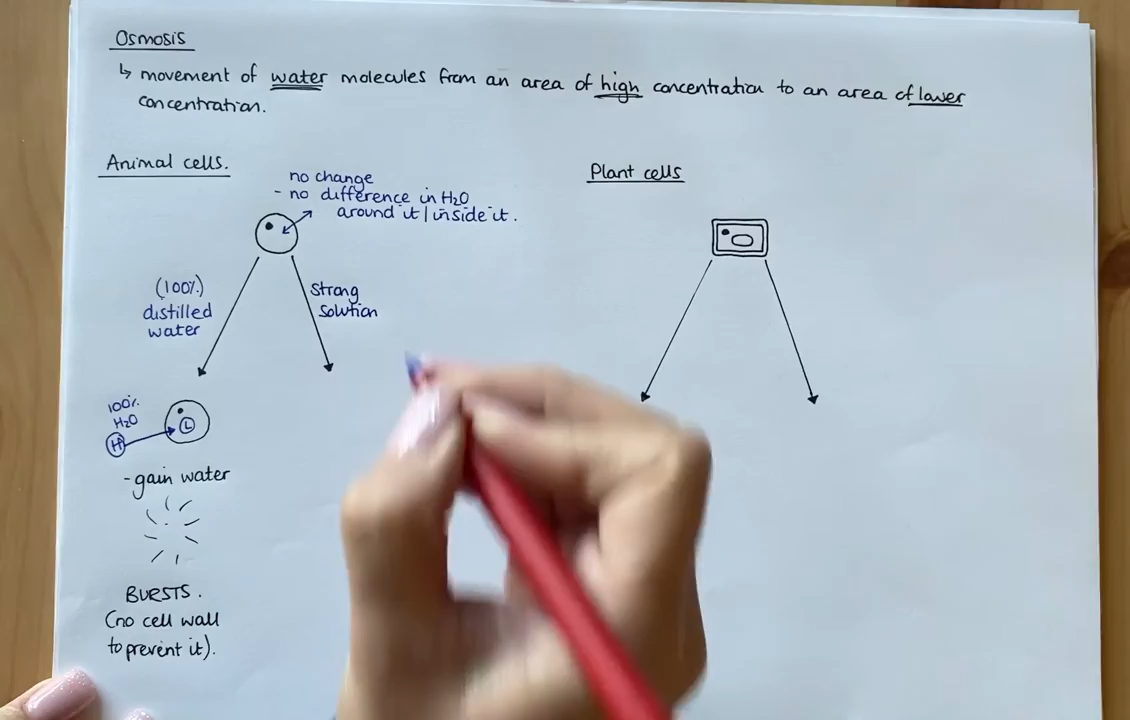 Osmosis
↳ movement of water molecules from an area of high concentration to an area of lower
concentration.
Animal cells.
no change
- no difference in H2O
around it / inside it.
Plant cells
(100%)
distilled
water
Strong
solution
100%
H2O
H
L
- gain water
BURSTS.
(no cell wall
to prevent it).